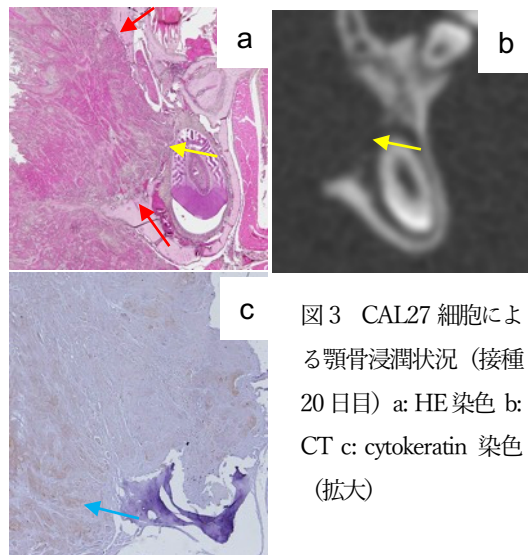 a
b
c
図3 CAL27 細胞によ
る顎骨浸潤状況（接種
20 日目）a: HE 染色 b:
CT c: cytokeratin 染色
（拡大）